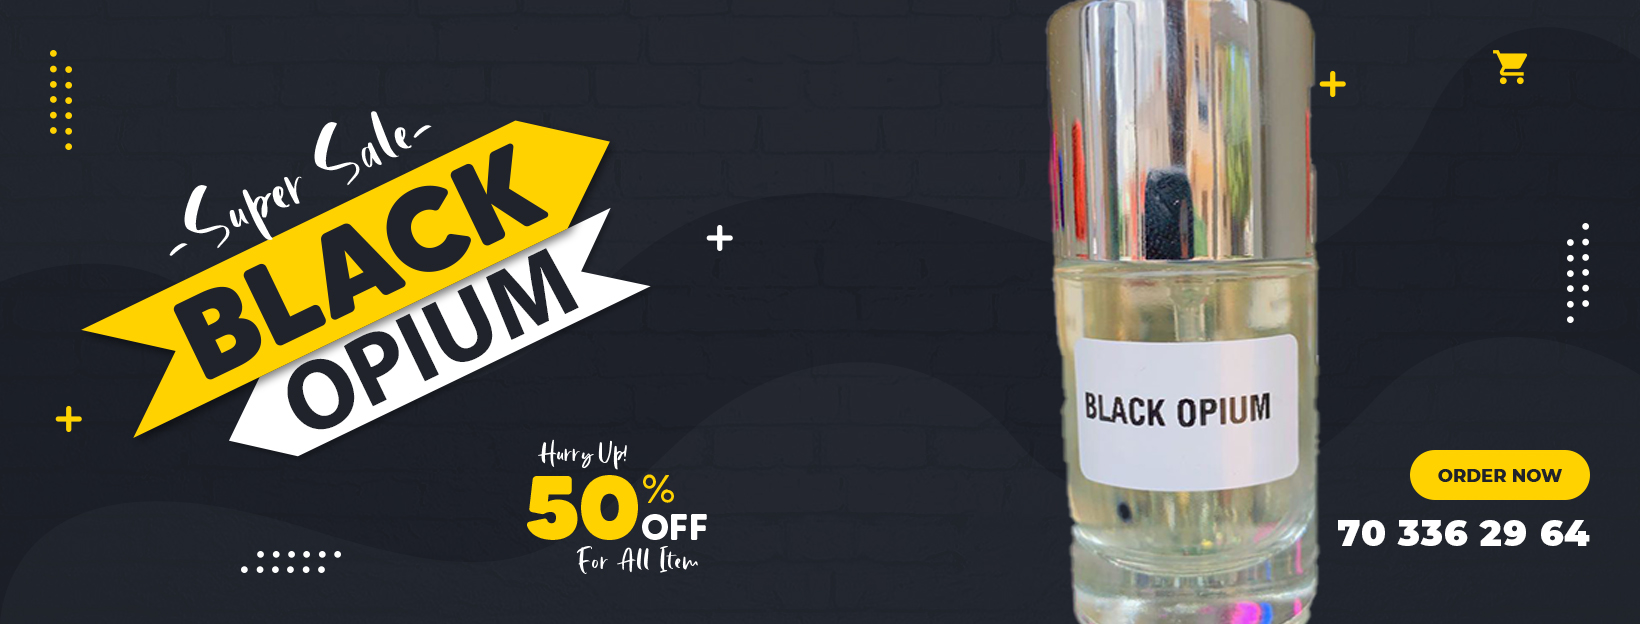 -Super Sale-
BLACK
OPIUM
Hurry Up!
50%
OFF
For All Item
BLACK OPIUM
ORDER NOW
70 336 29 64